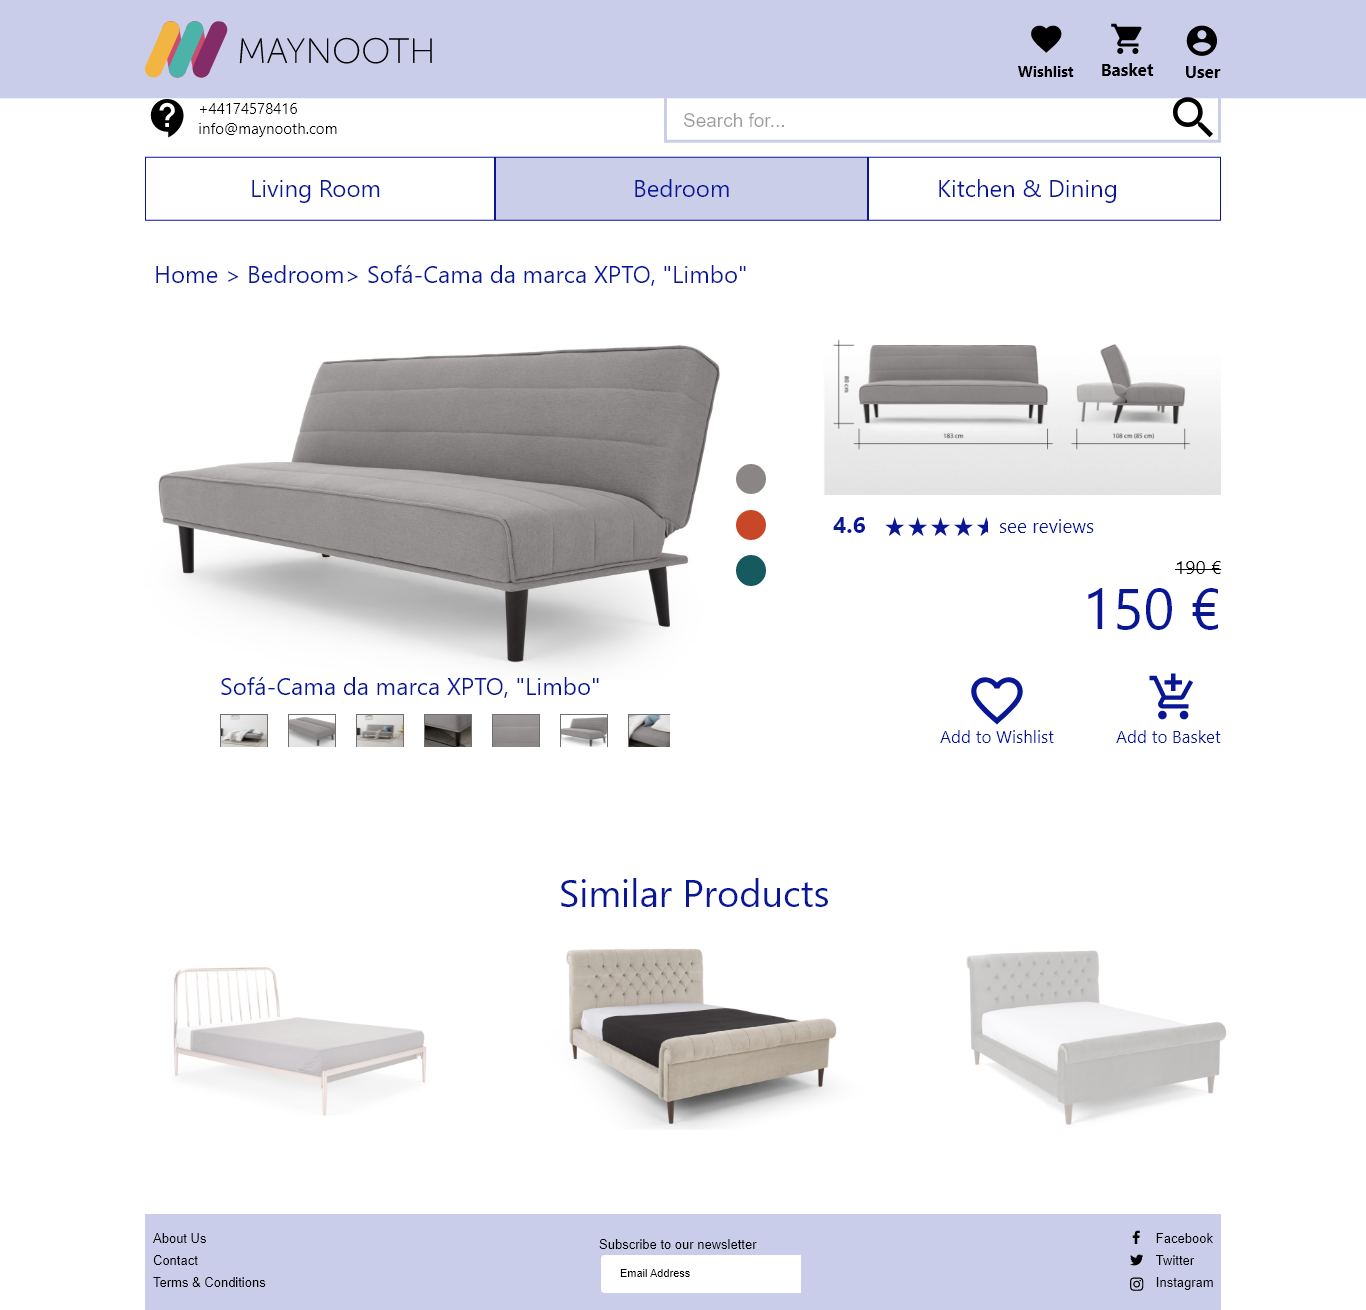 MAYNOOTH
Wishlist
Basket
User
+44174578416
info@maynooth.com
Search for...
Living Room
Bedroom
Kitchen & Dining
Home > Bedroom> Sofá-Cama da marca XPTO, "Limbo"
80 cm
183 cm
108 cm (85 cm)
4.6
see reviews
190 €
150 €
Sofá-Cama da marca XPTO, "Limbo"
Add to Wishlist
Add to Basket
Similar Products
About Us
Contact
Terms & Conditions
Subscribe to our newsletter
Email Address
Facebook
Twitter
Instagram